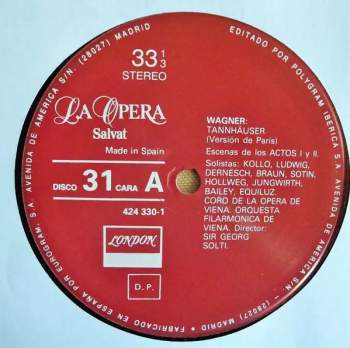 EDITADO POR POLYGRAM IBERICA S.A. AVENIDA DE AMERICA S/N. (28027) MADRID
FABRICADO EN ESPAÑA POR EUROGRAM, S.A. AVENIDA DE AMERICA S/N. (28027) MADRID
33 1/3
STEREO
LA OPERA
Salvat
Made in Spain
DISCO 31 CARA A
424 330-1
LONDON
D.P.
WAGNER:
TANNHÄUSER
(Versión de París)
Escenas de los ACTOS I y II.
Solistas: KOLLO, LUDWIG,
DERNESCH, BRAUN, SOTIN,
HOLLWEG, JUNGWIRTH,
BAILEY, EQUILUZ.
CORO DE LA OPERA DE
VIENA. ORQUESTA
FILARMONICA DE
VIENA. Director:
SIR GEORG
SOLTI.